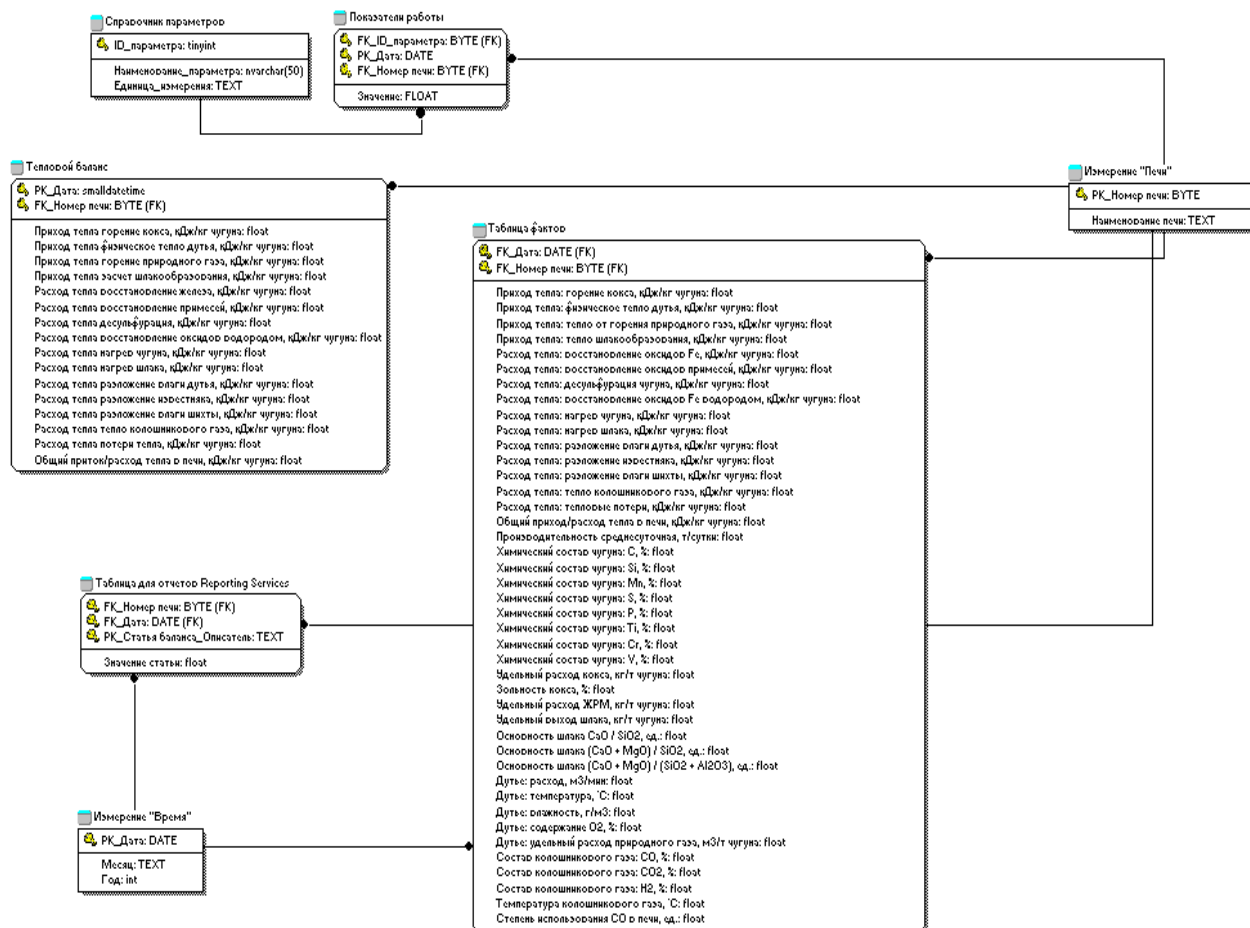 Справочник параметров
ID_параметра: tinyint
Наименование_параметра: nvarchar(50)
Единица_измерения: TEXT
Показатели работы
FK_ID_параметра: BYTE (FK)
PK_Дата: DATE
FK_Номер печи: BYTE (FK)
Значение: FLOAT
Тепловой баланс
PK_Дата: smalldatetime
FK_Номер печи: BYTE (FK)
Приход тепла горение кокса, кДж/кг чугуна: float
Приход тепла физическое тепло дутья, кДж/кг чугуна: float
Приход тепла горение природного газа, кДж/кг чугуна: float
Приход тепла засчет шлакообразования, кДж/кг чугуна: float
Расход тепла восстановление железа, кДж/кг чугуна: float
Расход тепла восстановление примесей, кДж/кг чугуна: float
Расход тепла десульфурация, кДж/кг чугуна: float
Расход тепла восстановление оксидов водородом, кДж/кг чугуна: float
Расход тепла нагрев чугуна, кДж/кг чугуна: float
Расход тепла нагрев шлака, кДж/кг чугуна: float
Расход тепла разложение влаги дутья, кДж/кг чугуна: float
Расход тепла разложение известняка, кДж/кг чугуна: float
Расход тепла разложение влаги шихты, кДж/кг чугуна: float
Расход тепла тепло колошникового газа, кДж/кг чугуна: float
Расход тепла потери тепла, кДж/кг чугуна: float
Общий приток/расход тепла в печи, кДж/кг чугуна: float
Измерение "Печи"
PK_Номер печи: BYTE
Наименование печи: TEXT
Таблица фактов
FK_Дата: DATE (FK)
FK_Номер печи: BYTE (FK)
Приход тепла: горение кокса, кДж/кг чугуна: float
Приход тепла: физическое тепло дутья, кДж/кг чугуна: float
Приход тепла: тепло от горения природного газа, кДж/кг чугуна: float
Приход тепла: тепло шлакообразования, кДж/кг чугуна: float
Расход тепла: восстановление оксидов Fe, кДж/кг чугуна: float
Расход тепла: восстановление оксидов примесей, кДж/кг чугуна: float
Расход тепла: десульфурация чугуна, кДж/кг чугуна: float
Расход тепла: восстановление оксидов Fe водородом, кДж/кг чугуна: float
Расход тепла: нагрев чугуна, кДж/кг чугуна: float
Расход тепла: нагрев шлака, кДж/кг чугуна: float
Расход тепла: разложение влаги дутья, кДж/кг чугуна: float
Расход тепла: разложение известняка, кДж/кг чугуна: float
Расход тепла: разложение влаги шихты, кДж/кг чугуна: float
Расход тепла: тепло колошникового газа, кДж/кг чугуна: float
Расход тепла: тепловые потери, кДж/кг чугуна: float
Общий приход/расход тепла в печи, кДж/кг чугуна: float
Производительность среднесуточная, т/сутки: float
Химический состав чугуна: C, %: float
Химический состав чугуна: Si, %: float
Химический состав чугуна: Mn, %: float
Химический состав чугуна: S, %: float
Химический состав чугуна: P, %: float
Химический состав чугуна: Ti, %: float
Химический состав чугуна: Cr, %: float
Химический состав чугуна: V, %: float
Удельный расход кокса, кг/т чугуна: float
Зольность кокса, %: float
Удельный расход ЖРМ, кг/т чугуна: float
Удельный выход шлака, кг/т чугуна: float
Основность шлака CaO / SiO2, ед.: float
Основность шлака (CaO + MgO) / SiO2, ед.: float
Основность шлака (CaO + MgO) / (SiO2 + Al2O3), ед.: float
Дутье: расход, м3/мин: float
Дутье: температура, `C: float
Дутье: влажность, г/м3: float
Дутье: содержание O2, %: float
Дутье: удельный расход природного газа, м3/т чугуна: float
Состав колошникового газа: CO, %: float
Состав колошникового газа: CO2, %: float
Состав колошникового газа: H2, %: float
Температура колошникового газа, `C: float
Степень использования CO в печи, ед.: float
Таблица для отчетов Reporting Services
FK_Номер печи: BYTE (FK)
FK_Дата: DATE (FK)
PK_Статья баланса_Описатель: TEXT
Значение статьи: float
Измерение "Время"
PK_Дата: DATE
Месяц: TEXT
Год: int